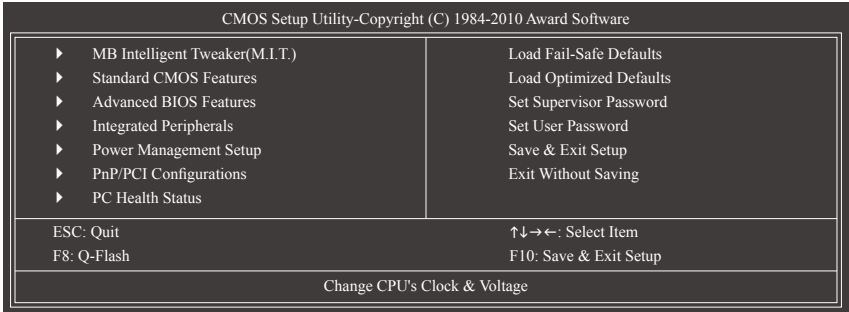 CMOS Setup Utility-Copyright (C) 1984-2010 Award Software
MB Intelligent Tweaker(M.I.T.)
Standard CMOS Features
Advanced BIOS Features
Integrated Peripherals
Power Management Setup
PnP/PCI Configurations
PC Health Status
Load Fail-Safe Defaults
Load Optimized Defaults
Set Supervisor Password
Set User Password
Save & Exit Setup
Exit Without Saving
ESC: Quit
F8: Q-Flash
↑↓→←: Select Item
F10: Save & Exit Setup
Change CPU's Clock & Voltage